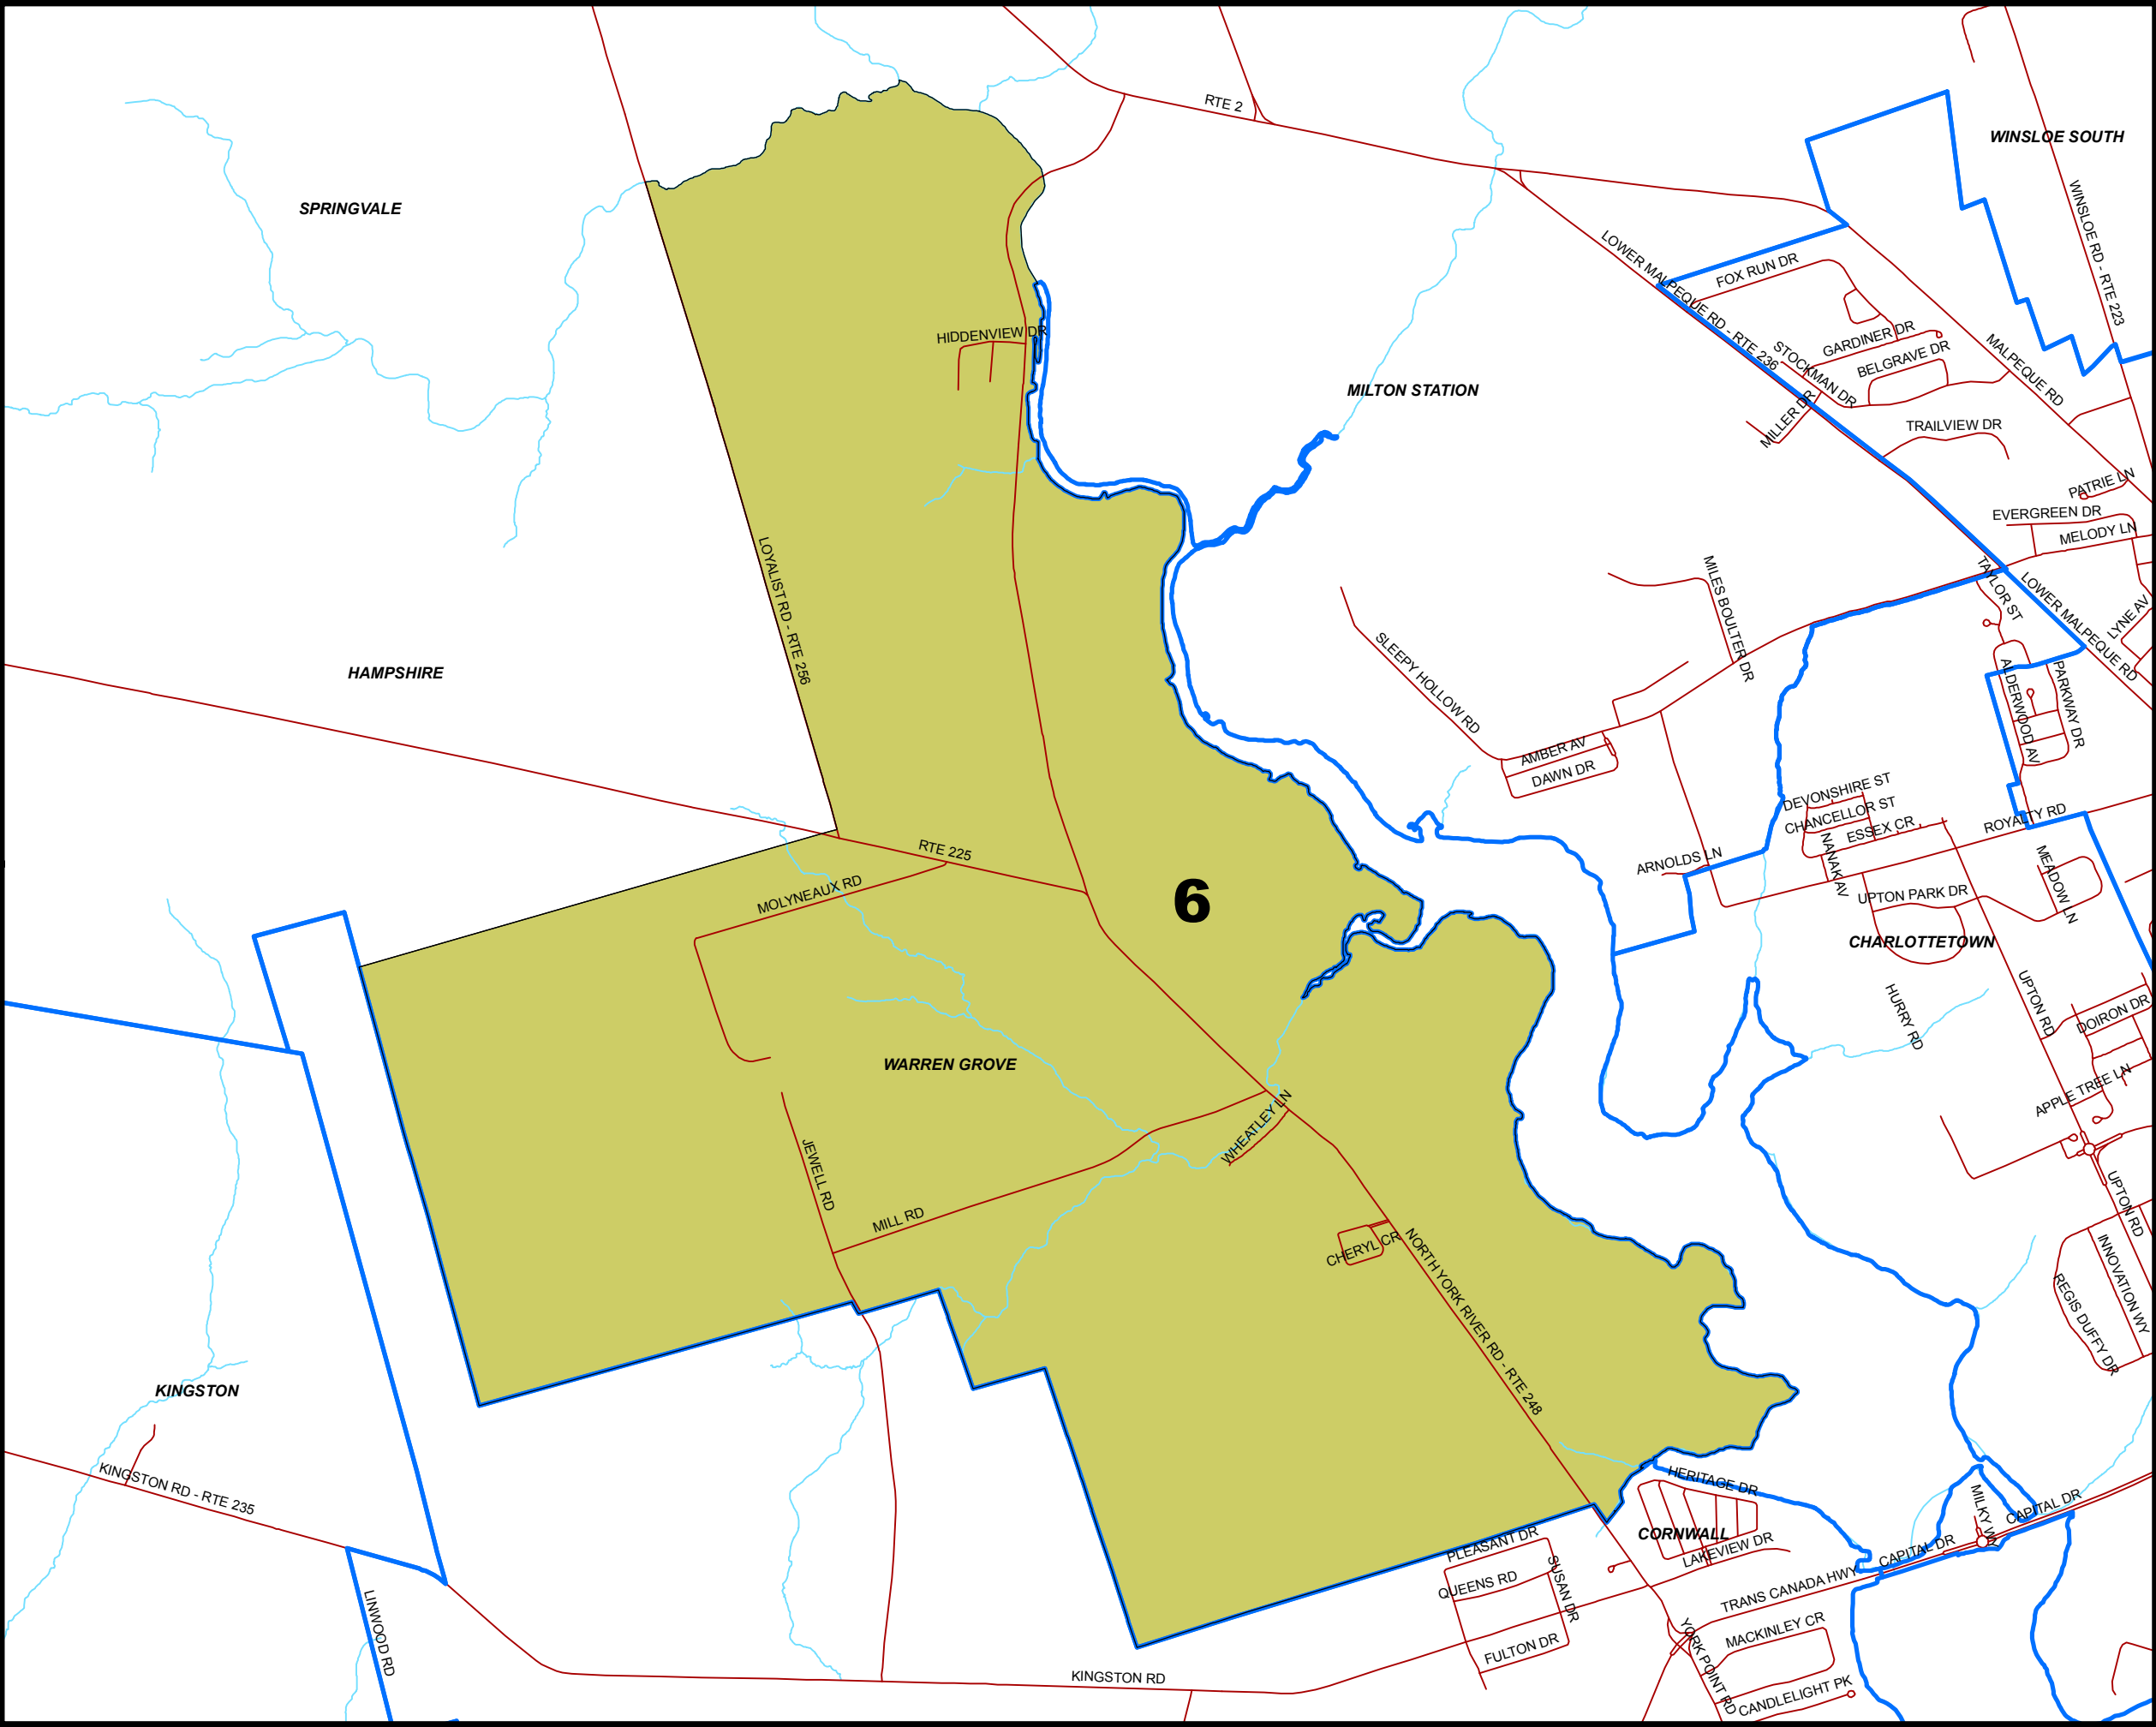 RTE 2
WINSLOE SOUTH
SPRINGVALE
WINSLOE RD - RTE 223
LOWER MALPEQUE RD - RTE 236
FOX RUN DR
HIDDENVIEW DR
GARDINER DR
STOCKMAN DR
BELGRAVE DR
MALPEQUE RD
MILTON STATION
MILLER DR
TRAILVIEW DR
PATRIE LN
EVERGREEN DR
MELODY LN
LOYALIST RD - RTE 256
MILES BOULTER DR
TAYLOR ST
LOWER MALPEQUE RD
LYNE AV
HAMPSHIRE
SLEEPY HOLLOW RD
ALDERWOOD AV
PARKWAY DR
AMBER AV
DAWN DR
DEVONSHIRE ST
CHANCELLOR ST
ESSEX CR
ROYALTY RD
RTE 225
ARNOLDS LN
NANAK AV
MEADOW LN
MOLYNEAUX RD
6
UPTON PARK DR
CHARLOTTETOWN
UPTON RD
HURRY RD
DOIRON DR
WARREN GROVE
APPLE TREE LN
WHEATLEY LN
JEWELL RD
MILL RD
UPTON RD
CHERYL CR
NORTH YORK RIVER RD - RTE 248
INNOVATION WY
REGIS DUFFY DR
KINGSTON
KINGSTON RD - RTE 235
HERITAGE DR
MILKY W
CAPITAL DR
CORNWALL
PLEASANT DR
LAKEVIEW DR
CAPITAL DR
QUEENS RD
SUSAN DR
TRANS CANADA HWY
LINWOOD RD
FULTON DR
YORK POINT RD
MACKINLEY CR
KINGSTON RD
CANDLELIGHT PK